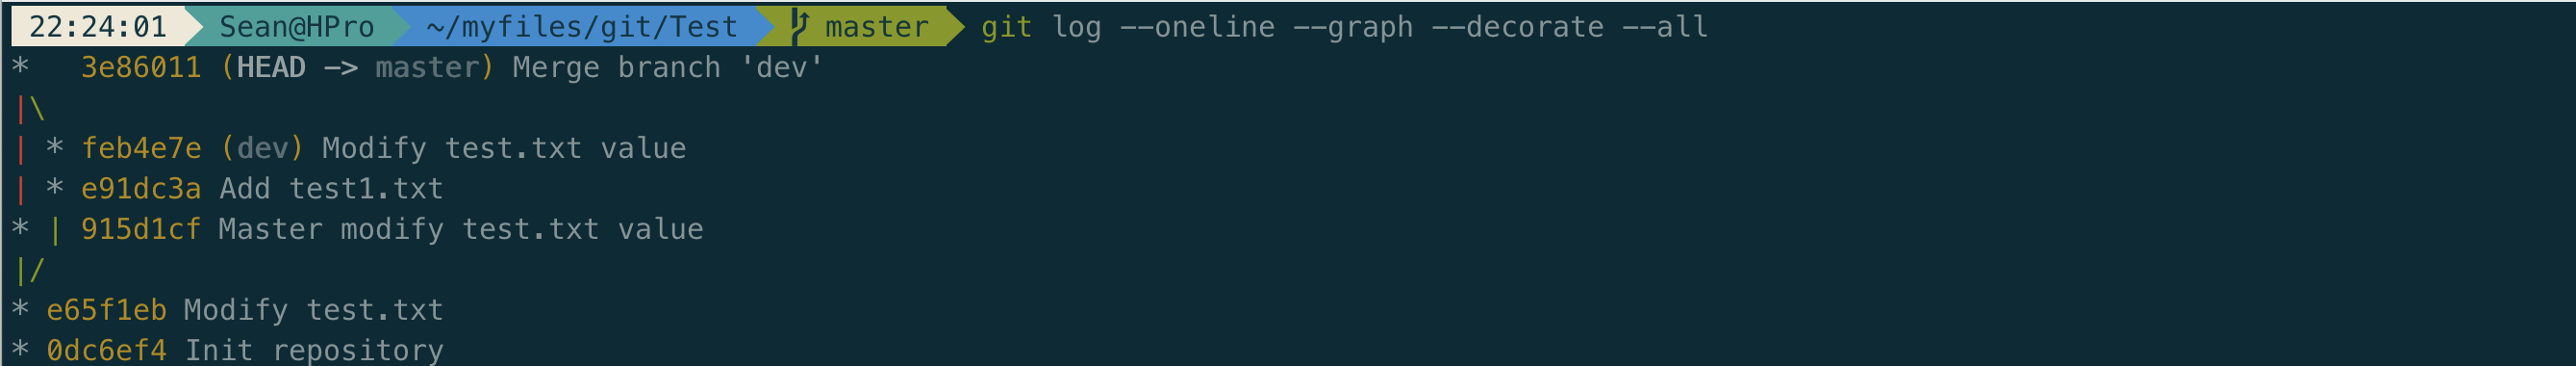 22:24:01 Sean@HPro ~/myfiles/git/Test master git log --oneline --graph --decorate --all
*   3e86011 (HEAD -> master) Merge branch 'dev'
|\
| * feb4e7e (dev) Modify test.txt value
| * e91dc3a Add test1.txt
* | 915d1cf Master modify test.txt value
|/
* e65f1eb Modify test.txt
* 0dc6ef4 Init repository